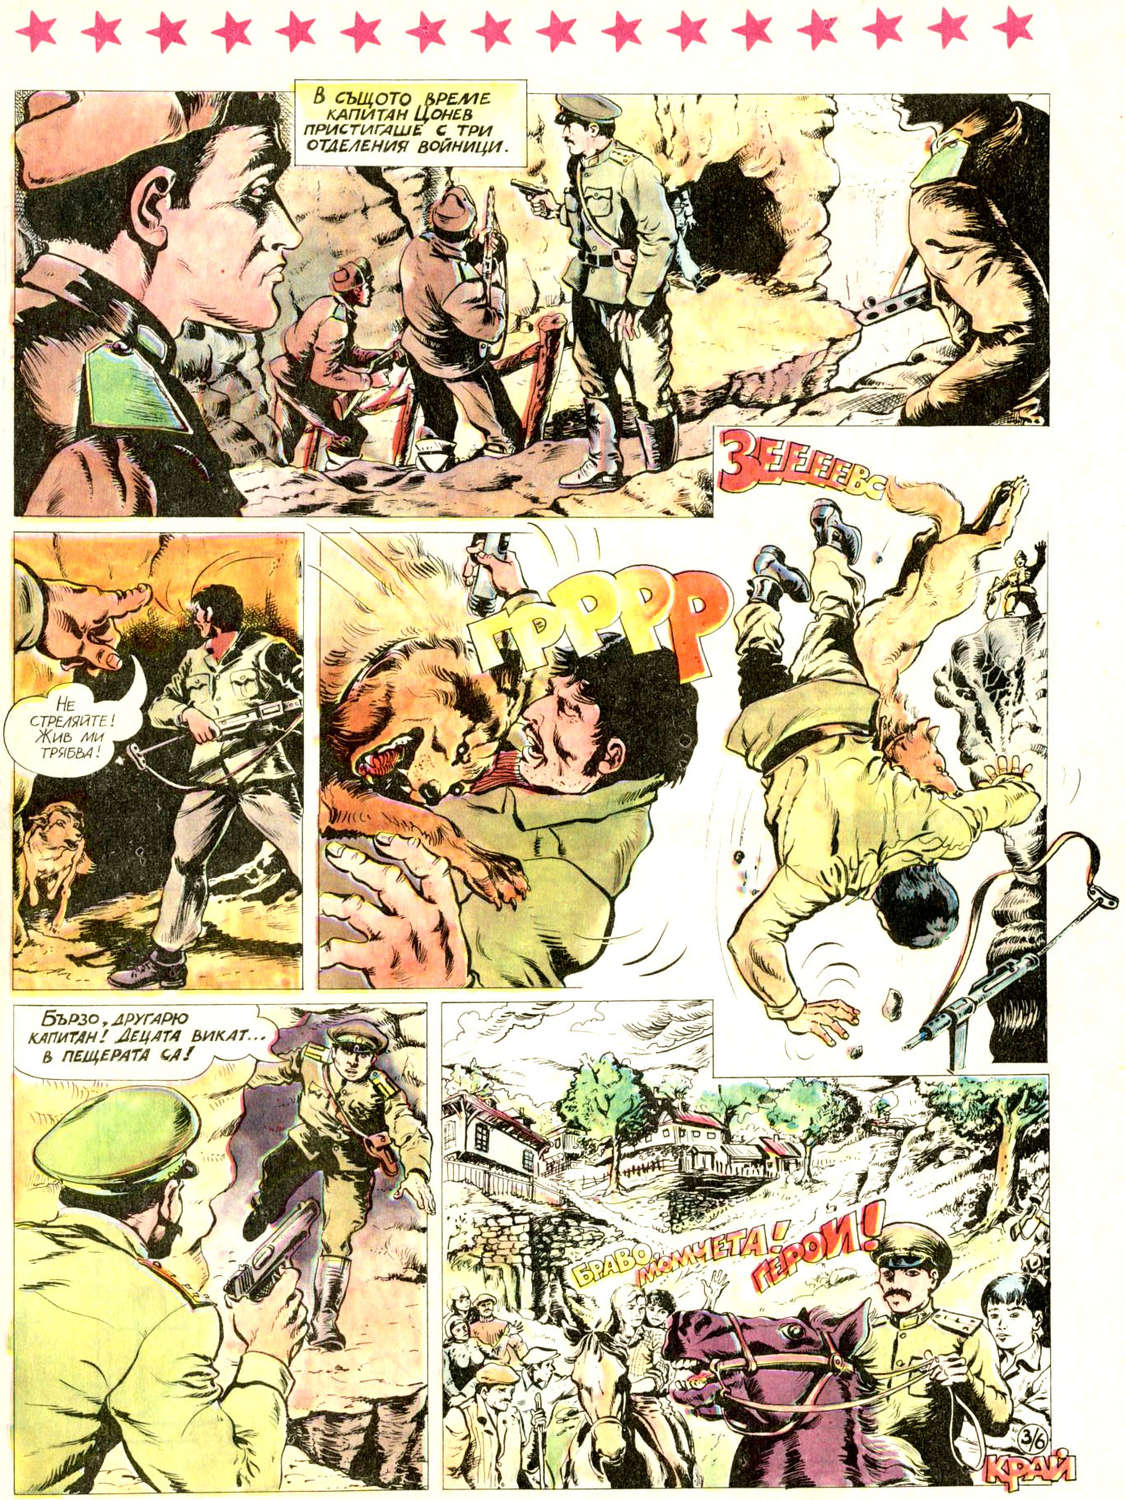 В СЪЩОТО ВРЕМЕ
КАПИТАН ЦОНЕВ
ПРИСТИГАШЕ С ТРИ
ОТДЕЛЕНИЯ ВОЙНИЦИ.
ЗЕЕЕЕЕВС
ГРРРРР
НЕ
СТРЕЛЯЙТЕ!
ЖИВ МИ
ТРЯБВА!
БЪРЗО, ДРУГАРЮ
КАПИТАН! ДЕЦАТА ВИКАТ...
В ПЕЩЕРАТА СА!
БРАВО МОМЧЕТА! ГЕРОИ!
3/6
КРАЙ